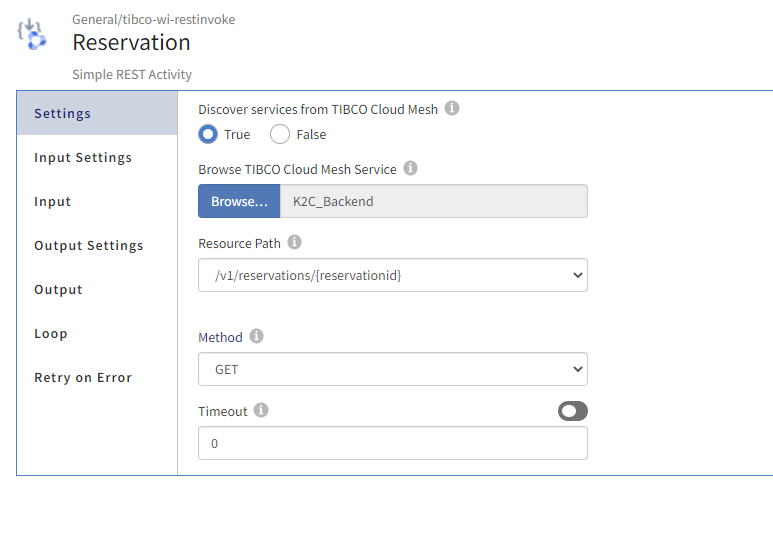 General/tibco-wi-restinvoke
Reservation
Simple REST Activity
Settings
Input Settings
Input
Output Settings
Output
Loop
Retry on Error
Discover services from TIBCO Cloud Mesh
True False
Browse TIBCO Cloud Mesh Service
Browse... K2C_Backend
Resource Path
/v1/reservations/{reservationid}
Method
GET
Timeout
0